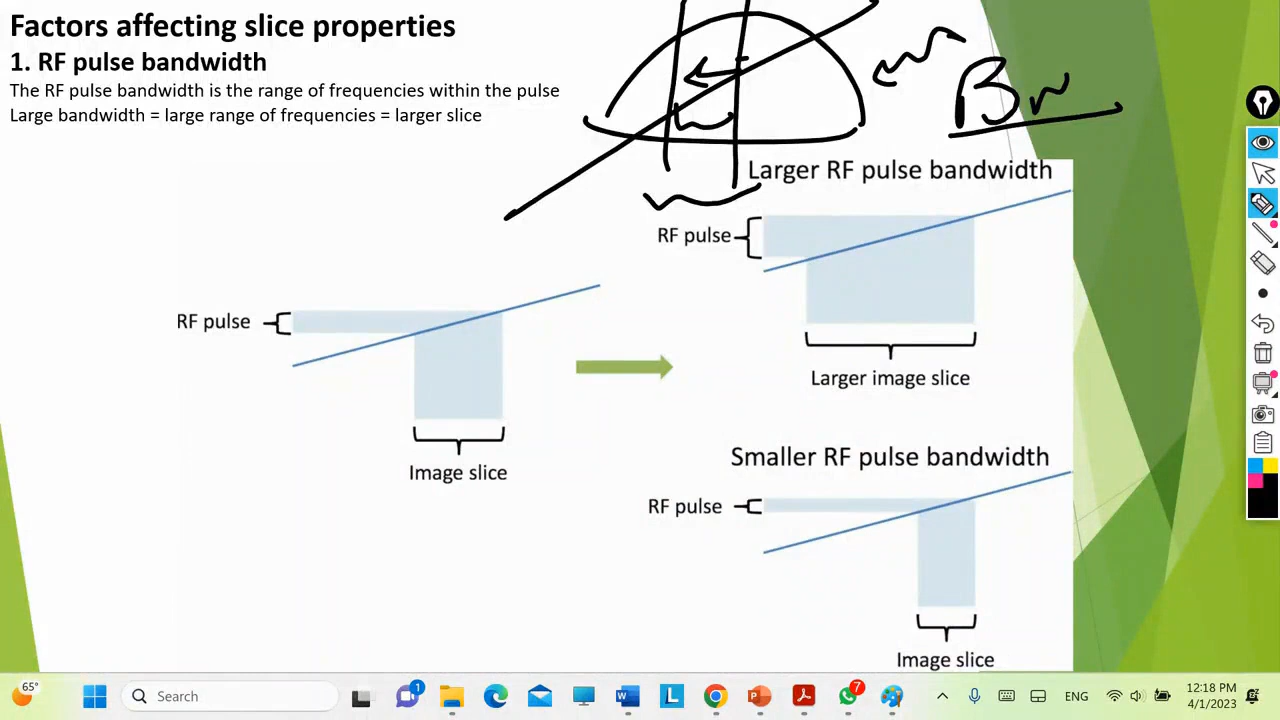 Factors affecting slice properties
1. RF pulse bandwidth
The RF pulse bandwidth is the range of frequencies within the pulse
Large bandwidth = large range of frequencies = larger slice
Bw
Larger RF pulse bandwidth
RF pulse
Larger image slice
RF pulse
Image slice
Smaller RF pulse bandwidth
RF pulse
Image slice
65°
Search
1
L
7
ENG
12:18 PM
4/1/2023